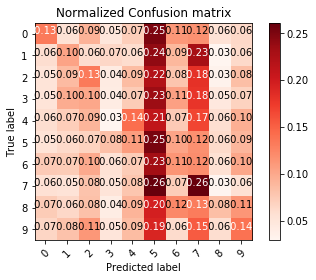 Normalized Confusion matrix
0 0.13 0.06 0.09 0.05 0.07 0.25 0.11 0.12 0.06 0.06
1 0.06 0.10 0.06 0.07 0.06 0.24 0.09 0.23 0.03 0.06
2 0.05 0.09 0.13 0.04 0.09 0.22 0.08 0.18 0.03 0.08
3 0.05 0.10 0.10 0.04 0.07 0.23 0.11 0.18 0.05 0.07
4 0.06 0.07 0.09 0.03 0.14 0.21 0.07 0.17 0.06 0.10
5 0.05 0.06 0.07 0.08 0.11 0.25 0.10 0.12 0.06 0.09
6 0.07 0.07 0.10 0.06 0.07 0.23 0.11 0.12 0.06 0.10
7 0.06 0.05 0.08 0.05 0.08 0.26 0.07 0.26 0.03 0.06
8 0.07 0.06 0.08 0.04 0.09 0.20 0.12 0.13 0.08 0.11
9 0.07 0.08 0.11 0.05 0.09 0.19 0.06 0.15 0.06 0.14
0 1 2 3 4 5 6 7 8 9
True label
Predicted label
0.25
0.20
0.15
0.10
0.05